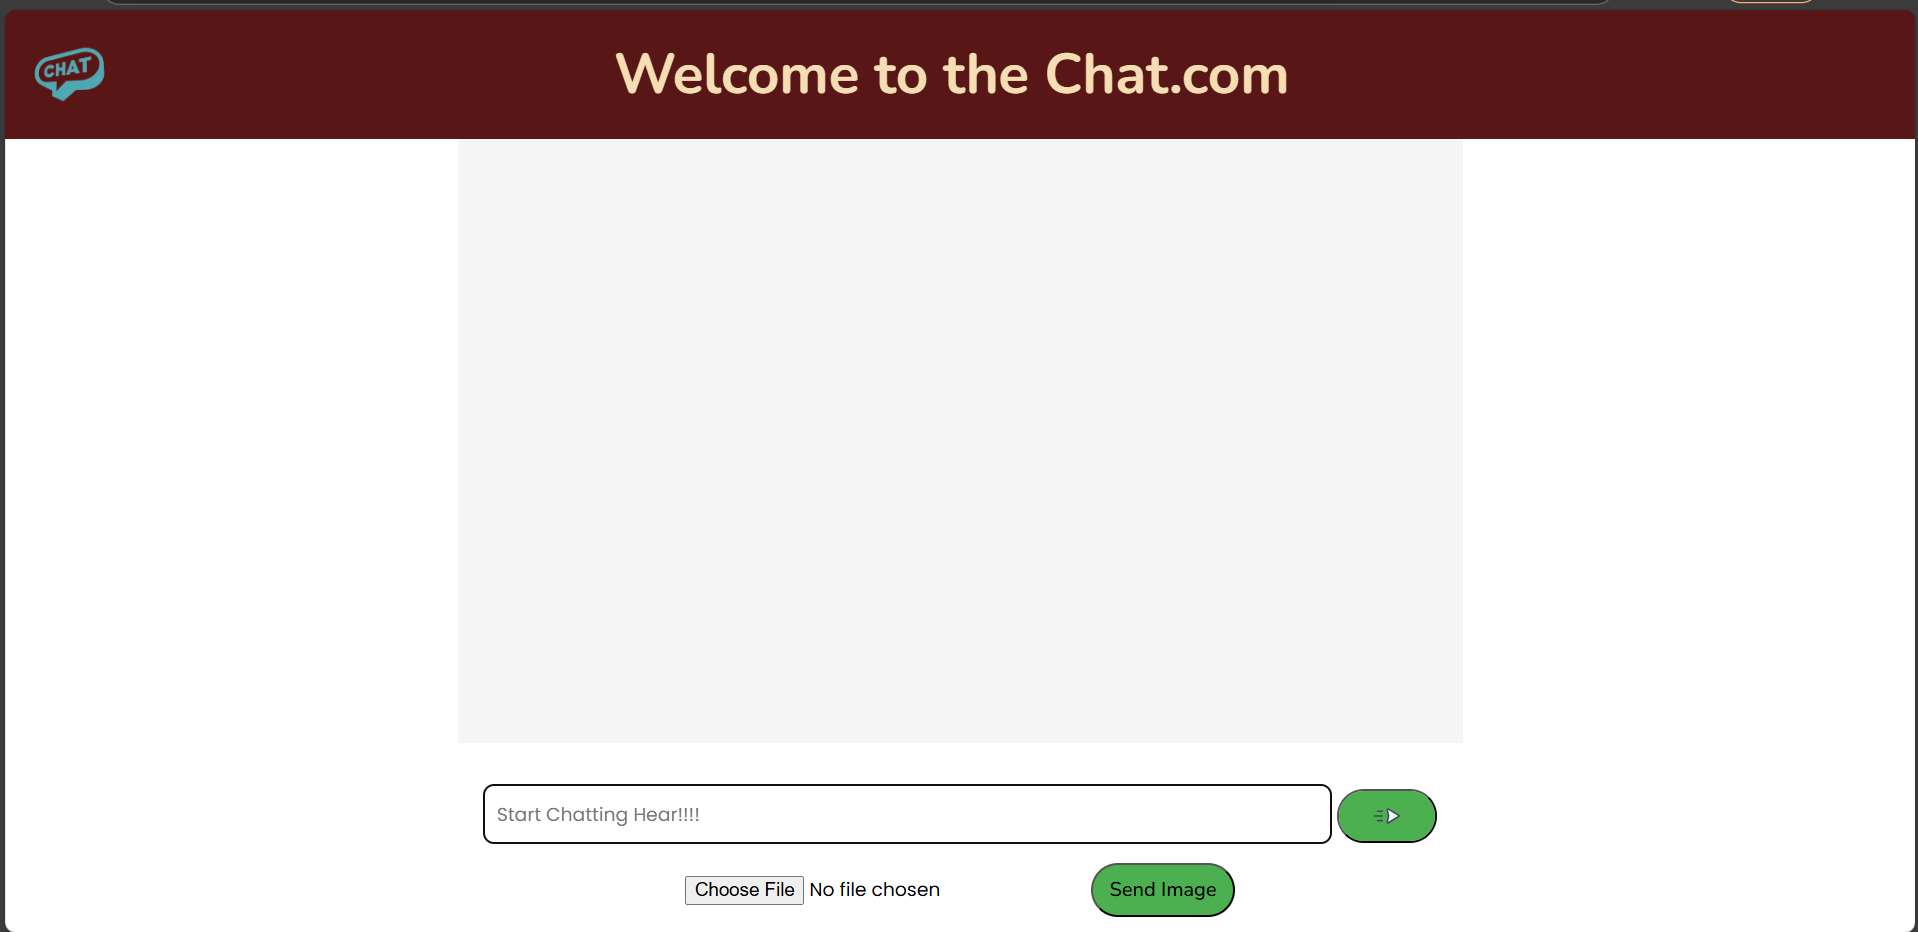 CHAT
Welcome to the Chat.com
Start Chatting Hear!!!!
Choose File No file chosen
Send Image